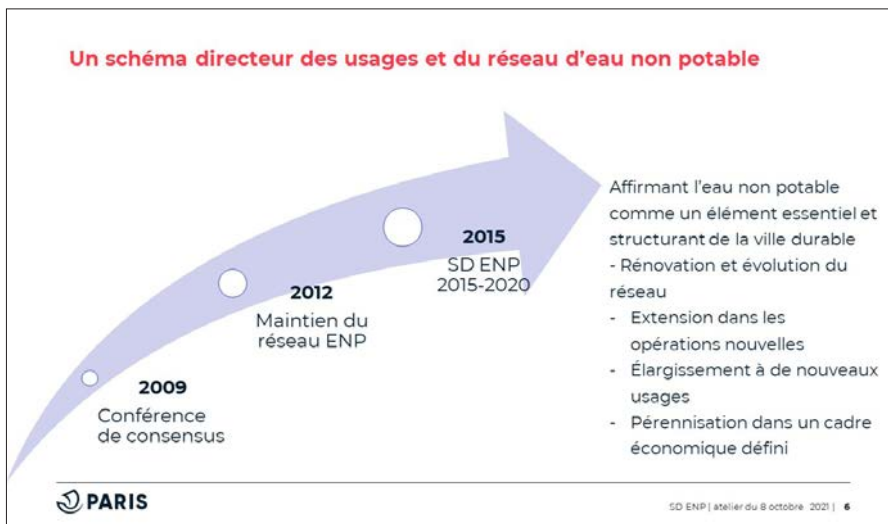 Un schéma directeur des usages et du réseau d'eau non potable
2009
Conférence
de consensus
2012
Maintien du
réseau ENP
2015
SD ENP
2015-2020
Affirmant l'eau non potable
comme un élément essentiel et
structurant de la ville durable
- Rénovation et évolution du
réseau
- Extension dans les
opérations nouvelles
- Élargissement à de nouveaux
usages
- Pérennisation dans un cadre
économique défini
PARIS
SD ENP | atelier du 8 octobre 2021 | 6